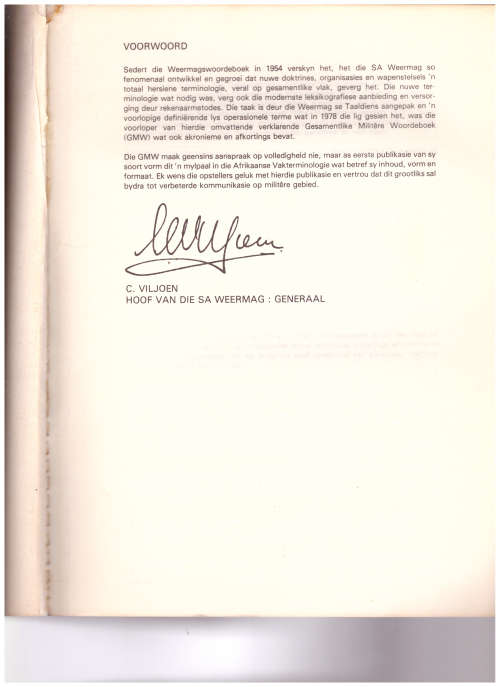 VOORWOORD
Sedert die Weermagswoordeboek in 1954 verskyn het, het die SA Weermag so
fenomenaal ontwikkel en gegroei dat nuwe doktrines, organisasies en wapenstelsels 'n
totaal hersiene terminologie, veral op gesamentlike vlak, geverg het. Die nuwe ter-
minologie wat nodig was, verg ook die modernste leksikografiese aanbieding en versor-
ging deur rekenaarmetodes. Die taak is deur die Weermag se Taaldiens aangepak en 'n
voorlopige definiërende lys operasionele terme wat in 1978 die lig gesien het, was die
voorloper van hierdie omvattende verklarende Gesamentlike Militêre Woordeboek
(GMW) wat ook akronieme en afkortings bevat.
Die GMW maak geensins aanspraak op volledigheid nie, maar as eerste publikasie van sy
soort vorm dit 'n mylpaal in die Afrikaanse Vakterminologie wat betref sy inhoud, vorm en
formaat. Ek wens die opstellers geluk met hierdie publikasie en vertrou dat dit grootliks sal
bydra tot verbeterde kommunikasie op militêre gebied.
C. VILJOEN
HOOF VAN DIE SA WEERMAG : GENERAAL